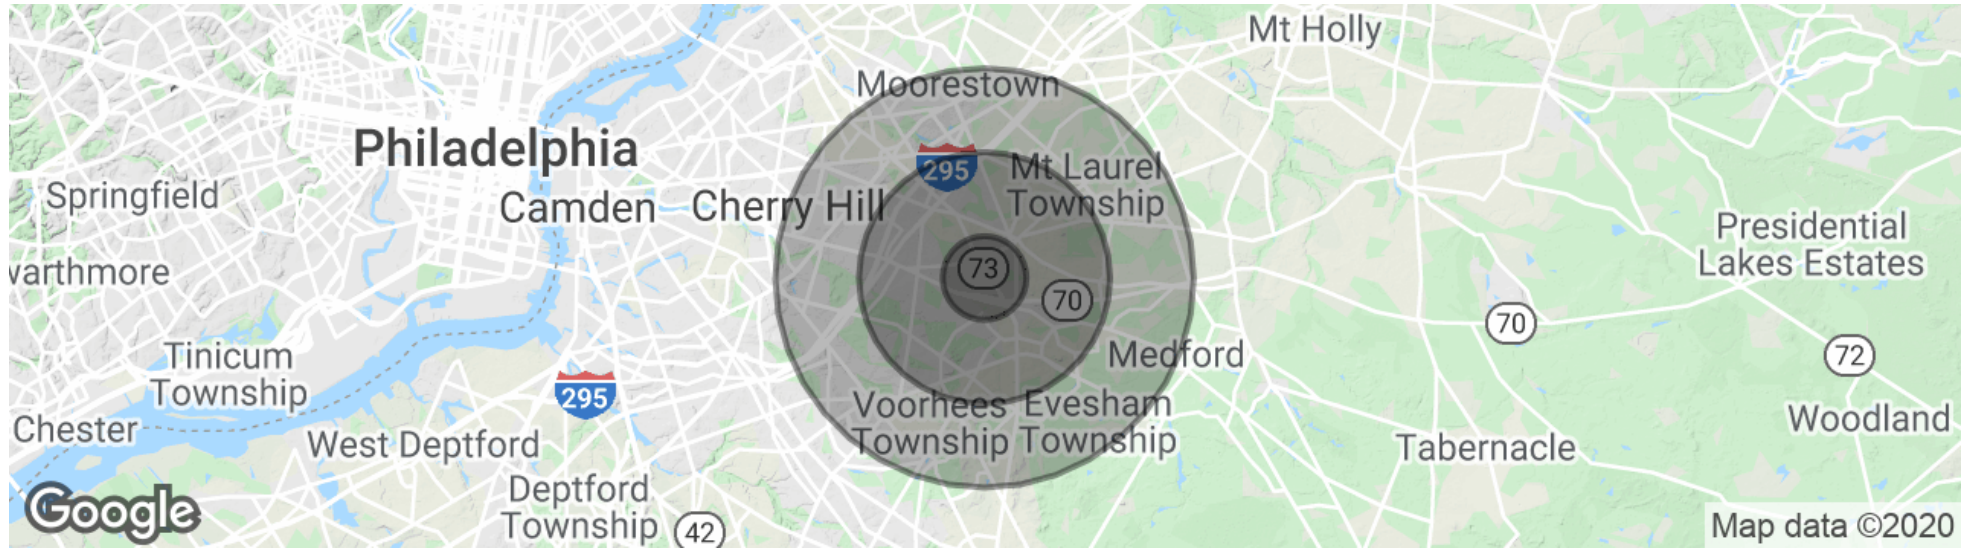 Mt Holly
Moorestown
Philadelphia
295
Mt Laurel
Township
Springfield
Camden
Cherry Hill
Presidential
Lakes Estates
warthmore
73
70
70
Tinicum
Township
Medford
72
295
Chester
West Deptford
Voorhees
Township
Evesham
Township
Tabernacle
Woodland
Deptford
Township
42
Google
Map data ©2020